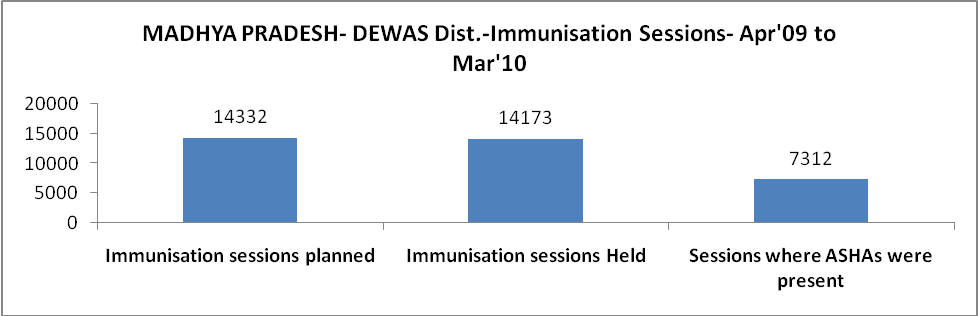 MADHYA PRADESH- DEWAS Dist.-Immunisation Sessions- Apr'09 to
Mar'10
20000
15000
10000
5000
0
14332
14173
7312
Immunisation sessions planned
Immunisation sessions Held
Sessions where ASHAs were
present